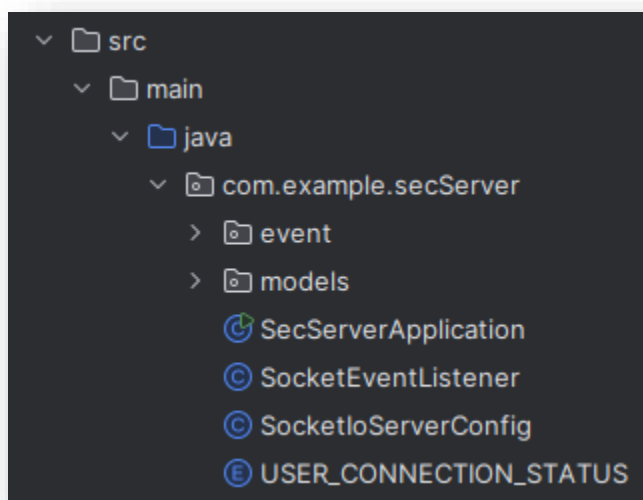 src
main
java
com.example.secServer
event
models
SecServerApplication
SocketEventListener
SocketIoServerConfig
USER_CONNECTION_STATUS